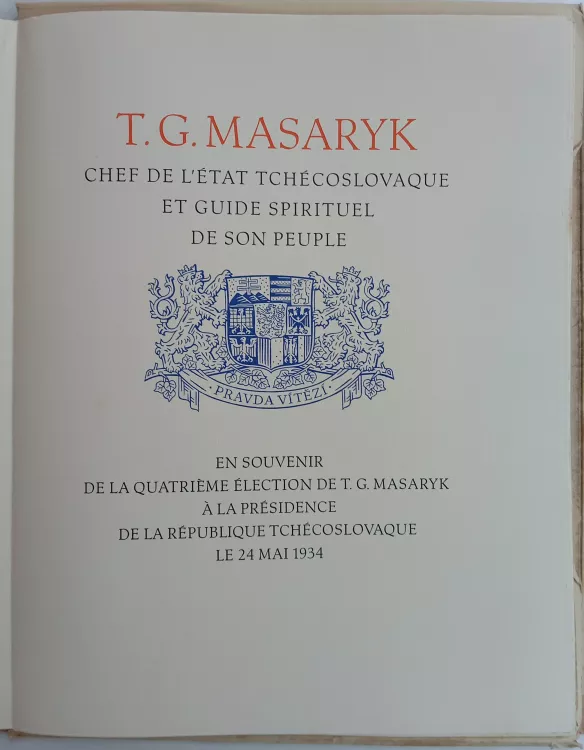 T. G. MASARYK
CHEF DE L'ÉTAT TCHÉCOSLOVAQUE
ET GUIDE SPIRITUEL
DE SON PEUPLE
· PRAVDA VÍTĚZÍ ·
EN SOUVENIR
DE LA QUATRIÈME ÉLECTION DE T. G. MASARYK
À LA PRÉSIDENCE
DE LA RÉPUBLIQUE TCHÉCOSLOVAQUE
LE 24 MAI 1934